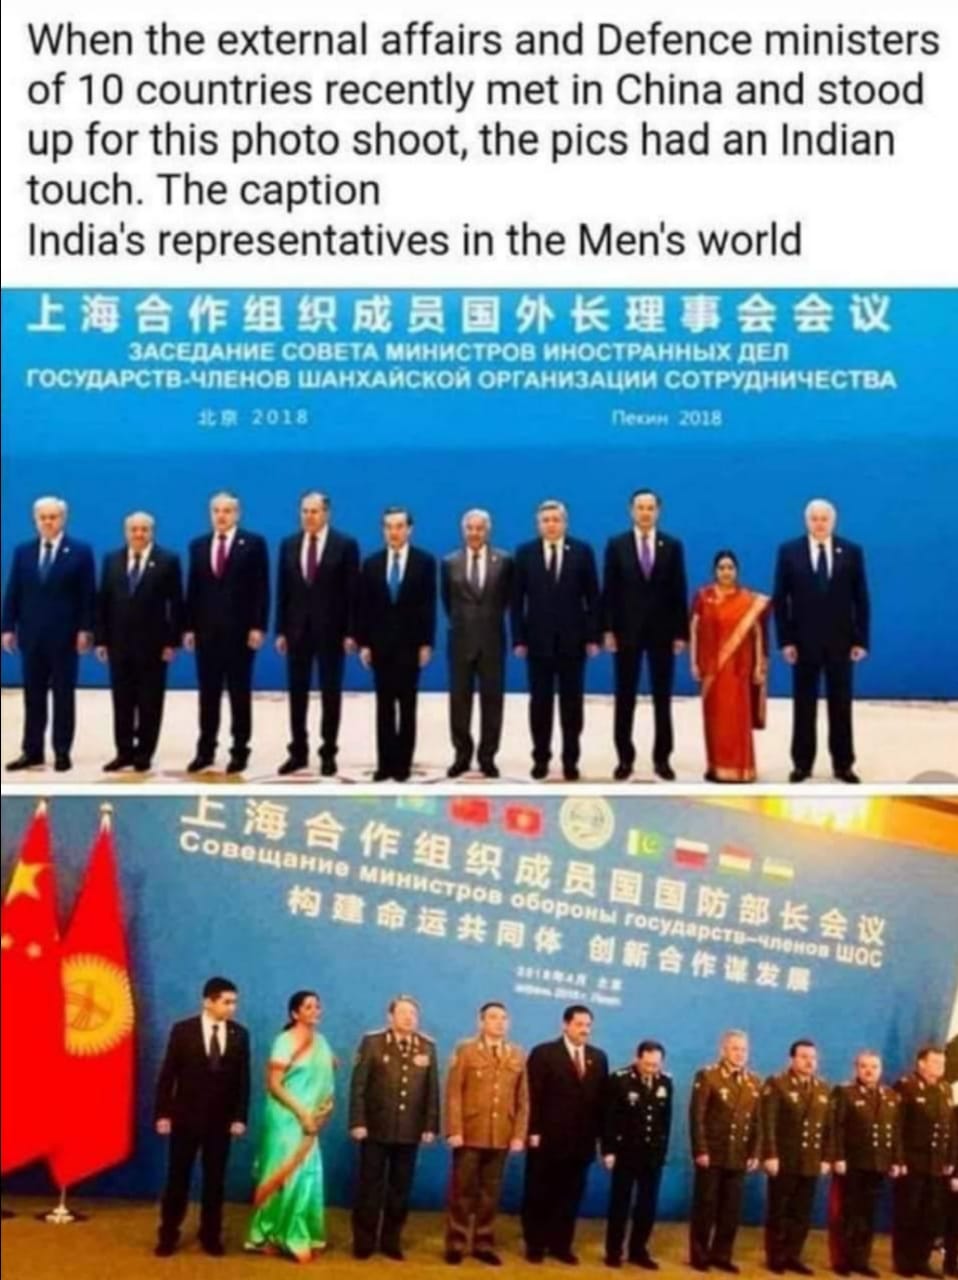 When the external affairs and Defence ministers
of 10 countries recently met in China and stood
up for this photo shoot, the pics had an Indian
touch. The caption
India's representatives in the Men's world
上海合作组织成员国外长理事会会议
ЗАСЕДАНИЕ СОВЕТА МИНИСТРОВ ИНОСТРАННЫХ ДЕЛ
ГОСУДАРСТВ-ЧЛЕНОВ ШАНХАЙСКОЙ ОРГАНИЗАЦИИ СОТРУДНИЧЕСТВА
北京 2018 Пекин 2018
上海合作组织成员国国防部长会议
Совещание министров обороны государств-членов ШОС
构建命运共同体 创新合作谋发展